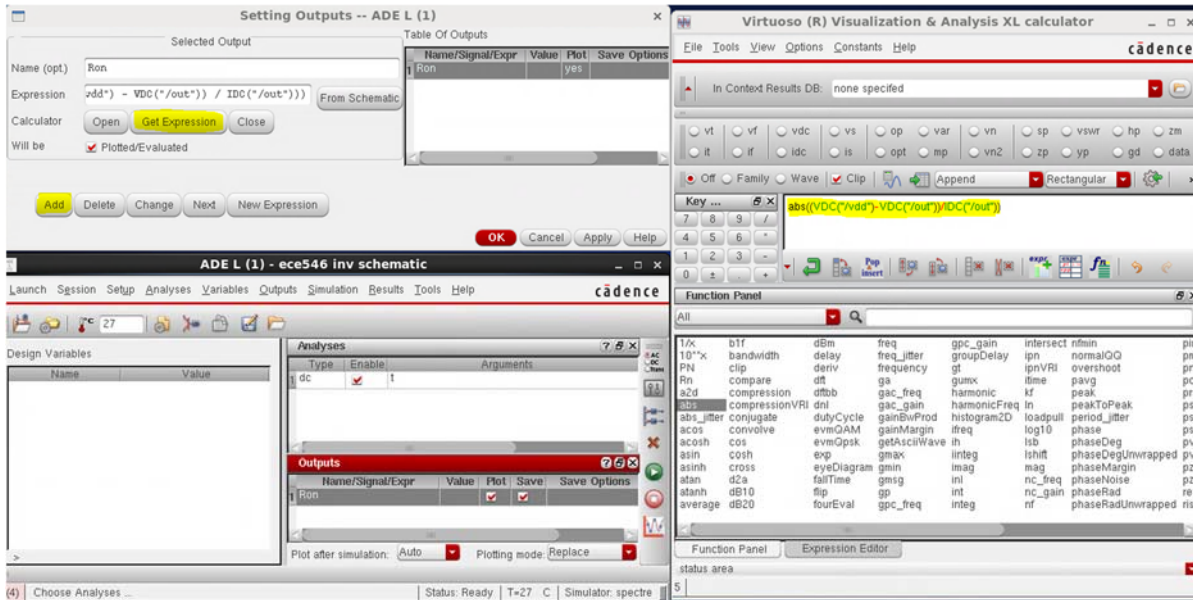 Setting Outputs -- ADE L (1)
Selected Output
Name (opt.) Ron
Expression vdd") - VDC("/out")) / IDC("/out"))) From Schematic
Calculator Open Get Expression Close
Will be Plotted/Evaluated
Add Delete Change Next New Expression
OK Cancel Apply Help
Table Of Outputs
Name/Signal/Expr Value Plot Save Options
1 Ron yes
ADE L (1) - ece546 inv schematic
Launch Session Setup Analyses Variables Outputs Simulation Results Tools Help cādence
27
Design Variables
Name Value
Analyses
Type Enable Arguments
1 dc t
Outputs
Name/Signal/Expr Value Plot Save Save Options
1 Ron
Plot after simulation: Auto Plotting mode: Replace
>
(4) Choose Analyses ... Status: Ready T=27 C Simulator: spectre
Virtuoso (R) Visualization & Analysis XL calculator
File Tools View Options Constants Help cādence
In Context Results DB: none specifed
vt vf vdc vs op var vn sp vswr hp zm
it if idc is opt mp vn2 zp yp gd data
Off Family Wave Clip Append Rectangular
Key ...
7 8 9 /
4 5 6 *
1 2 3 -
0 ± . +
abs((VDC("/vdd")-VDC("/out"))/IDC("/out"))
Pop
insert
expr
Function Panel
All
1/x b1f dBm freq gpc_gain intersect nfmin
10**x bandwidth delay freq_jitter groupDelay ipn normalQQ
PN clip deriv frequency gt ipnVRI overshoot
Rn compare dft ga gumx itime pavg
a2d compression dftbb gac_freq harmonic kf peak
abs compressionVRI dnl gac_gain harmonicFreq ln peakToPeak
abs_jitter conjugate dutyCycle gainBwProd histogram2D loadpull period_jitter
acos convolve evmQAM gainMargin ifreq log10 phase
acosh cos evmQpsk getAsciiWave ih lsb phaseDeg
asin cosh exp gmax iinteg lshift phaseDegUnwrapped
asinh cross eyeDiagram gmin imag mag phaseMargin
atan d2a fallTime gmsg inl nc_freq phaseNoise
atanh dB10 flip gp int nc_gain phaseRad
average dB20 fourEval gpc_freq integ nf phaseRadUnwrapped
Function Panel Expression Editor
status area
5